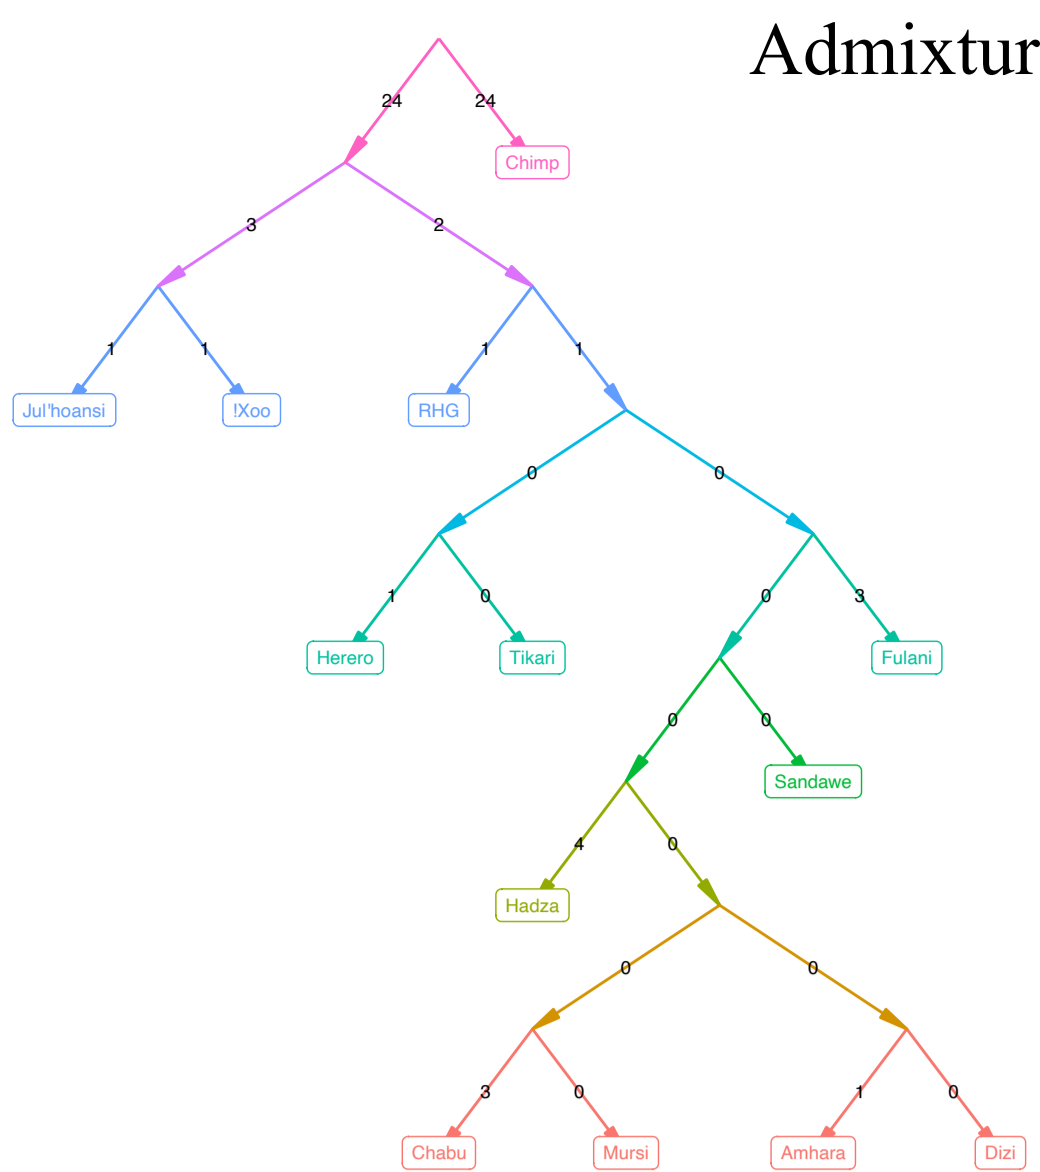 Admixtur
24 24
Chimp
3 2
1 1 1 1
Jul'hoansi !Xoo RHG
0 0
1 0 0 3
Herero Tikari Fulani
0 0
Sandawe
4 0
Hadza
0 0
3 0 1 0
Chabu Mursi Amhara Dizi